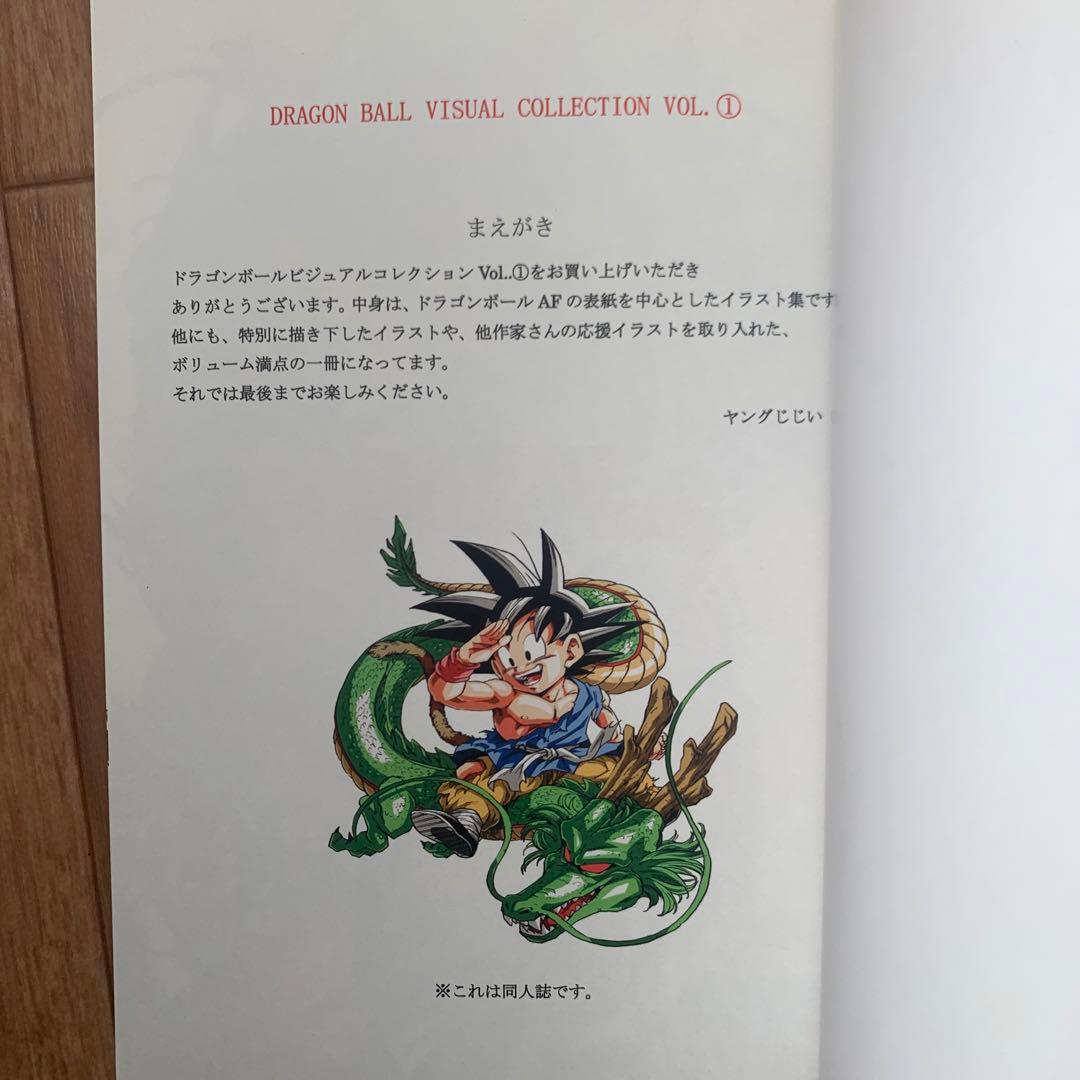 DRAGON BALL VISUAL COLLECTION VOL.①
まえがき
ドラゴンボールビジュアルコレクション Vol..①をお買い上げいただき
ありがとうございます。中身は、ドラゴンボール AF の表紙を中心としたイラスト集です
他にも、特別に描き下したイラストや、他作家さんの応援イラストを取り入れた、
ボリューム満点の一冊になってます。
それでは最後までお楽しみください。
ヤングじじい
※これは同人誌です。